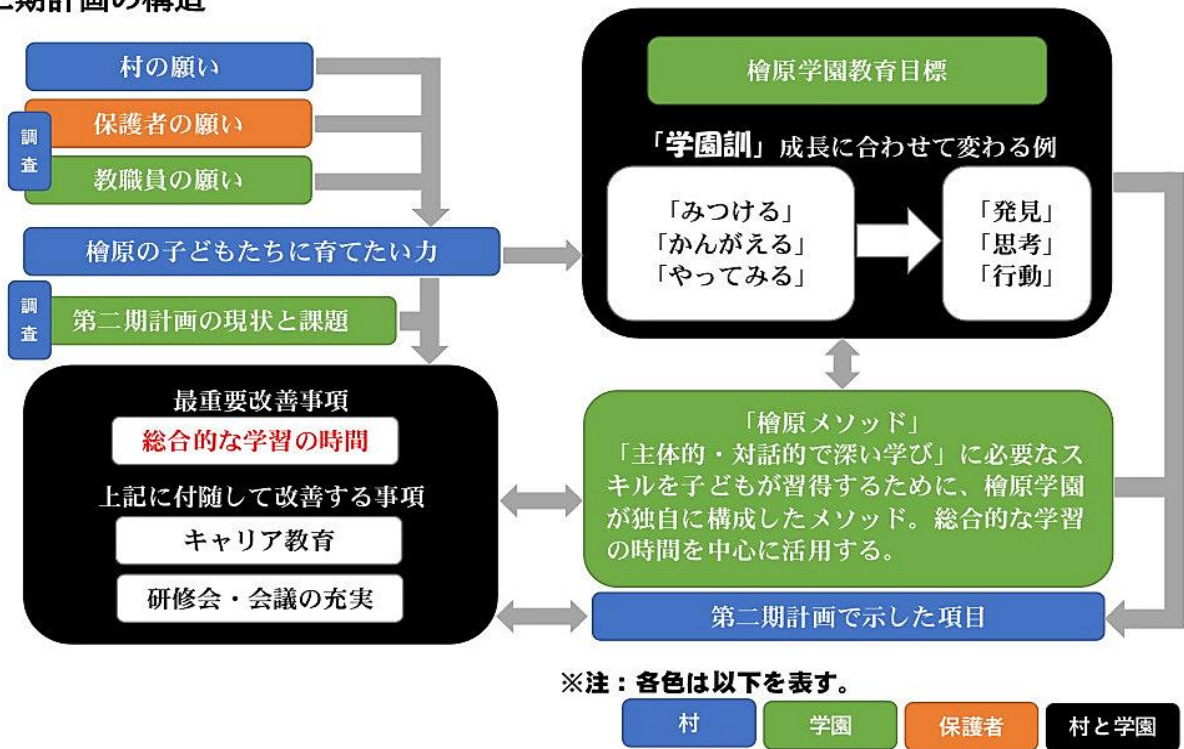 期計画の構造
村の願い
調査
保護者の願い
教職員の願い
檜原の子どもたちに育てたい力
調査
第二期計画の現状と課題
最重要改善事項
総合的な学習の時間
上記に付随して改善する事項
キャリア教育
研修会・会議の充実
檜原学園教育目標
「学園訓」成長に合わせて変わる例
「みつける」
「かんがえる」
「やってみる」
「発見」
「思考」
「行動」
「檜原メソッド」
「主体的・対話的で深い学び」に必要なス
キルを子どもが習得するために、檜原学園
が独自に構成したメソッド。総合的な学習
の時間を中心に活用する。
第二期計画で示した項目
※注：各色は以下を表す。
村
学園
保護者
村と学園